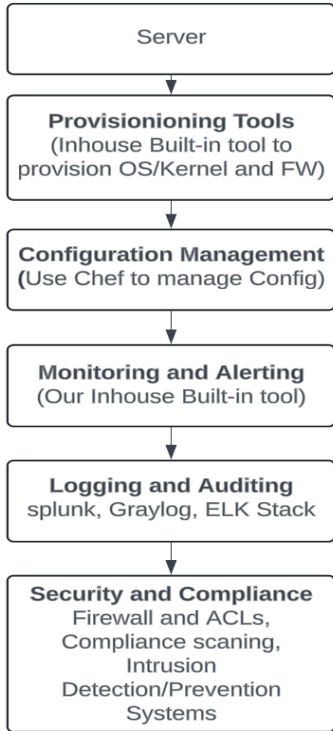 Server
Provisionioning Tools
(Inhouse Built-in tool to
provision OS/Kernel and FW)
Configuration Management
(Use Chef to manage Config)
Monitoring and Alerting
(Our Inhouse Built-in tool)
Logging and Auditing
splunk, Graylog, ELK Stack
Security and Compliance
Firewall and ACLs,
Compliance scaning,
Intrusion
Detection/Prevention
Systems